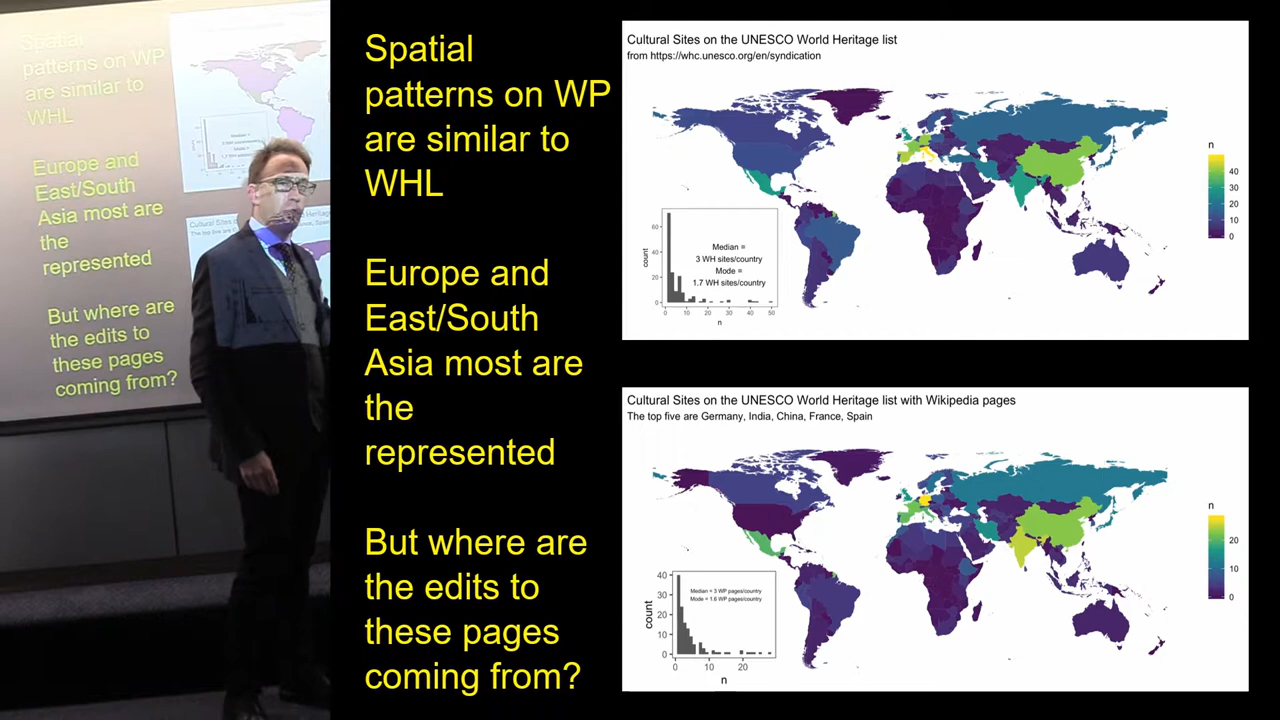 Spatial
patterns on WP
are similar to
WHL
Europe and
East/South
Asia most are
the
represented
But where are
the edits to
these pages
coming from?
Spatial
patterns on WP
are similar to
WHL
Europe and
East/South
Asia most are
the
represented
But where are
the edits to
these pages
coming from?
Cultural Sites on the UNESCO World Heritage list
from https://whc.unesco.org/en/syndication
n
40
30
20
10
0
count
60
40
20
0
Median =
3 WH sites/country
Mode =
1.7 WH sites/country
0 10 20 30 40 50
n
Cultural Sites on the UNESCO World Heritage list with Wikipedia pages
The top five are Germany, India, China, France, Spain
n
20
10
0
count
40
30
20
10
0
Median = 3 WP pages/country
Mode = 1.6 WP pages/country
0 10 20
n